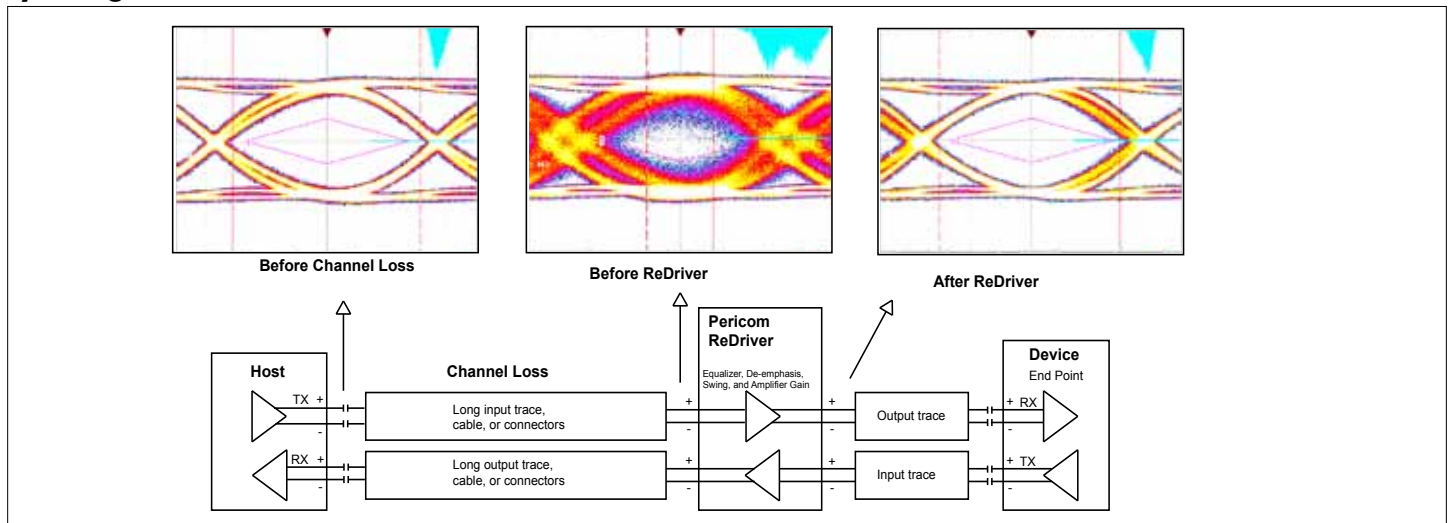 Before Channel Loss
Before ReDriver
After ReDriver
Pericom
ReDriver
Equalizer, De-emphasis,
Swing, and Amplifier Gain
Host
Channel Loss
Device
End Point
TX +
-
Long input trace,
cable, or connectors
+
-
+
-
Output trace
+ RX
-
RX +
-
Long output trace,
cable, or connectors
+
-
+
-
Input trace
+ TX
-